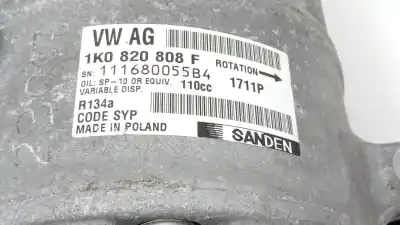 VW AG
1K0 820 808 F
ROTATION
SN: 111680055B4
OIL: SP-10 OR EQUIV. 110cc
VARIABLE DISP. 1711P
R134a
CODE SYP
MADE IN POLAND
SANDEN